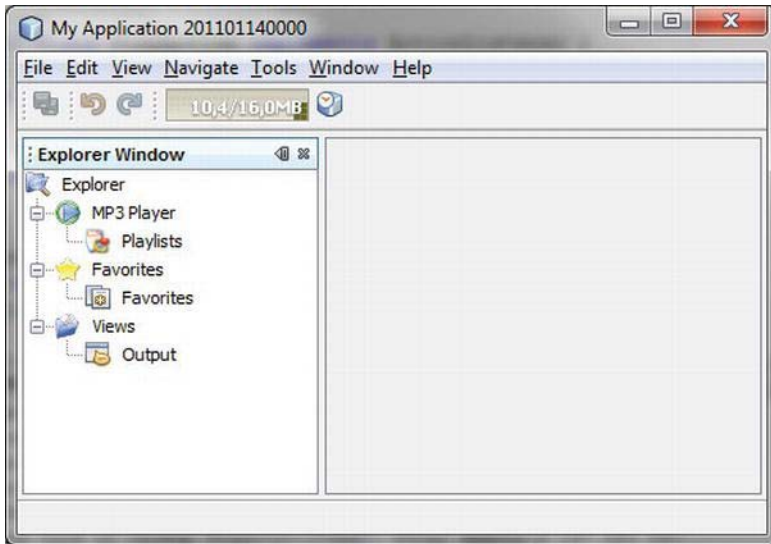 My Application 201101140000
File Edit View Navigate Tools Window Help
10,4/16,0MB
Explorer Window
Explorer
MP3 Player
Playlists
Favorites
Favorites
Views
Output